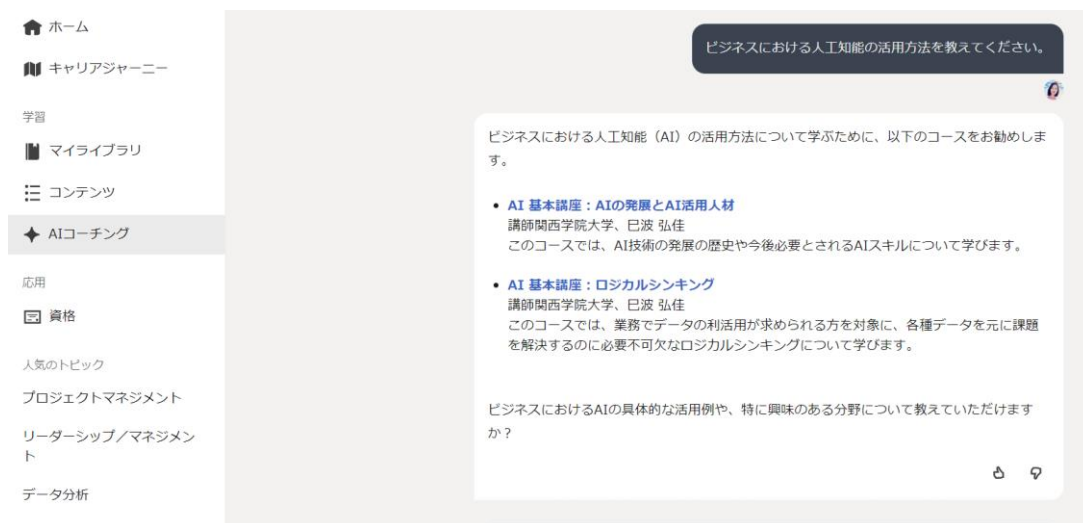 ホーム
キャリアジャーニー
学習
マイライブラリ
コンテンツ
AIコーチング
応用
資格
人気のトピック
プロジェクトマネジメント
リーダーシップ／マネジメン
ト
データ分析
ビジネスにおける人工知能の活用方法を教えてください。
ビジネスにおける人工知能（AI）の活用方法について学ぶために、以下のコースをお勧めしま
す。
• AI 基本講座：AIの発展とAI活用人材
講師関西学院大学、巳波 弘佳
このコースでは、AI技術の発展の歴史や今後必要とされるAIスキルについて学びます。
• AI 基本講座：ロジカルシンキング
講師関西学院大学、巳波 弘佳
このコースでは、業務でデータの利活用が求められる方を対象に、各種データを元に課題
を解決するのに必要不可欠なロジカルシンキングについて学びます。
ビジネスにおけるAIの具体的な活用例や、特に興味のある分野について教えていただけます
か？